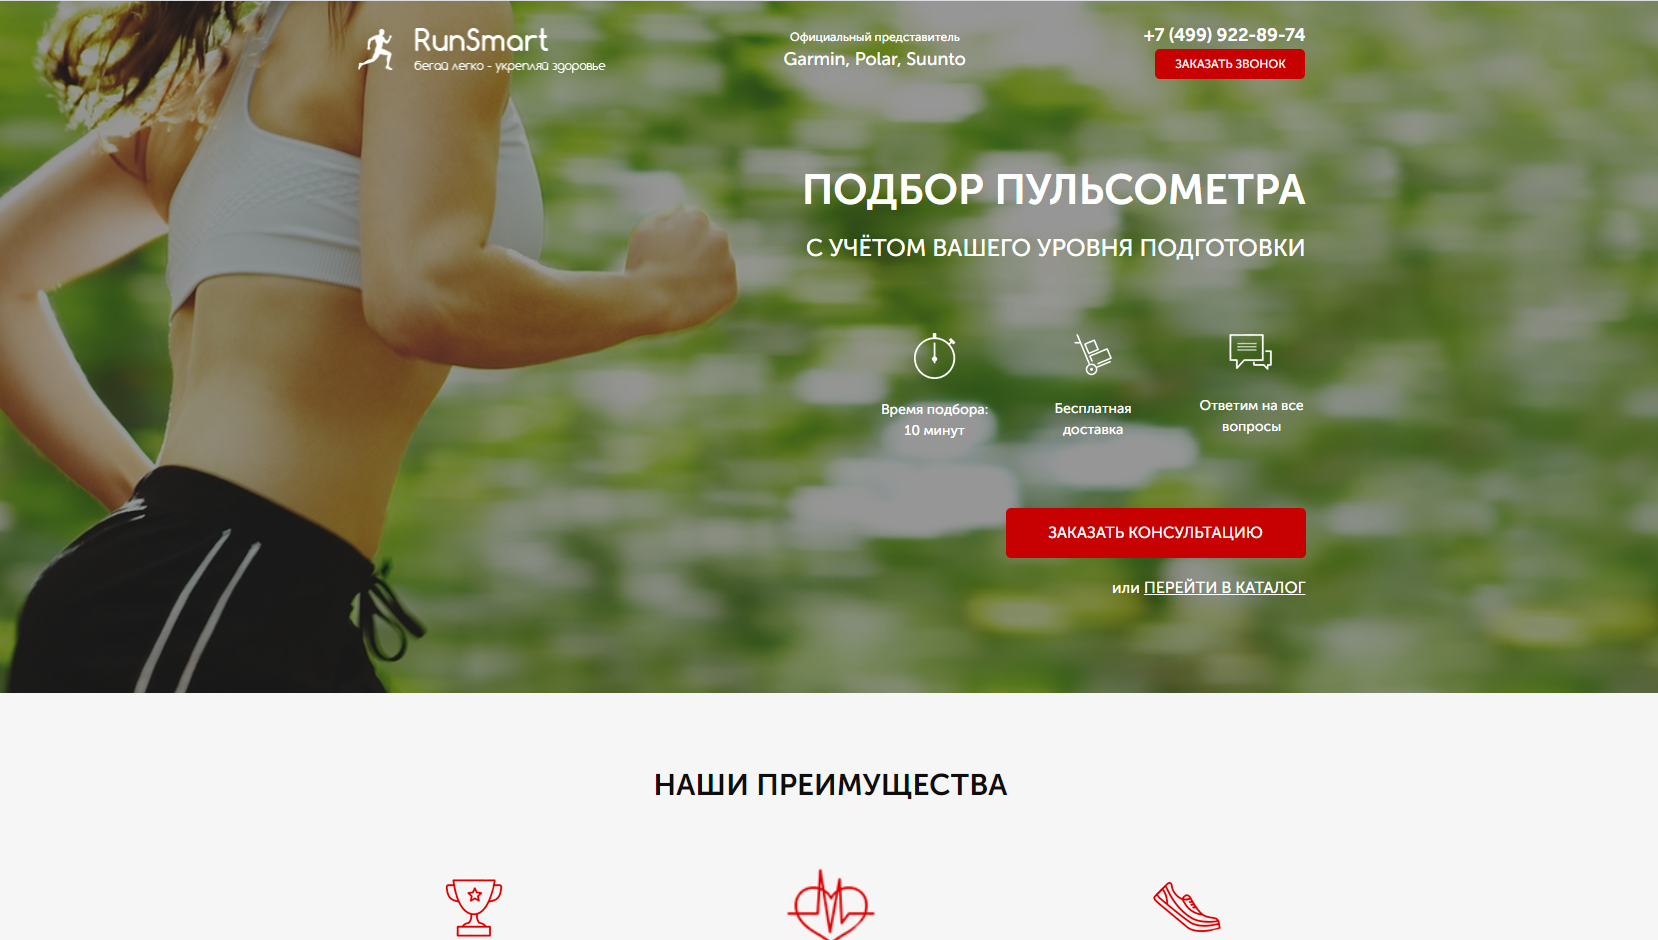 RunSmart
бегай легко - укрепляй здоровье
Официальный представитель
Garmin, Polar, Suunto
+7 (499) 922-89-74
ЗАКАЗАТЬ ЗВОНОК
ПОДБОР ПУЛЬСОМЕТРА
С УЧЁТОМ ВАШЕГО УРОВНЯ ПОДГОТОВКИ
Время подбора:
10 минут
Бесплатная
доставка
Ответим на все
вопросы
ЗАКАЗАТЬ КОНСУЛЬТАЦИЮ
или ПЕРЕЙТИ В КАТАЛОГ
НАШИ ПРЕИМУЩЕСТВА